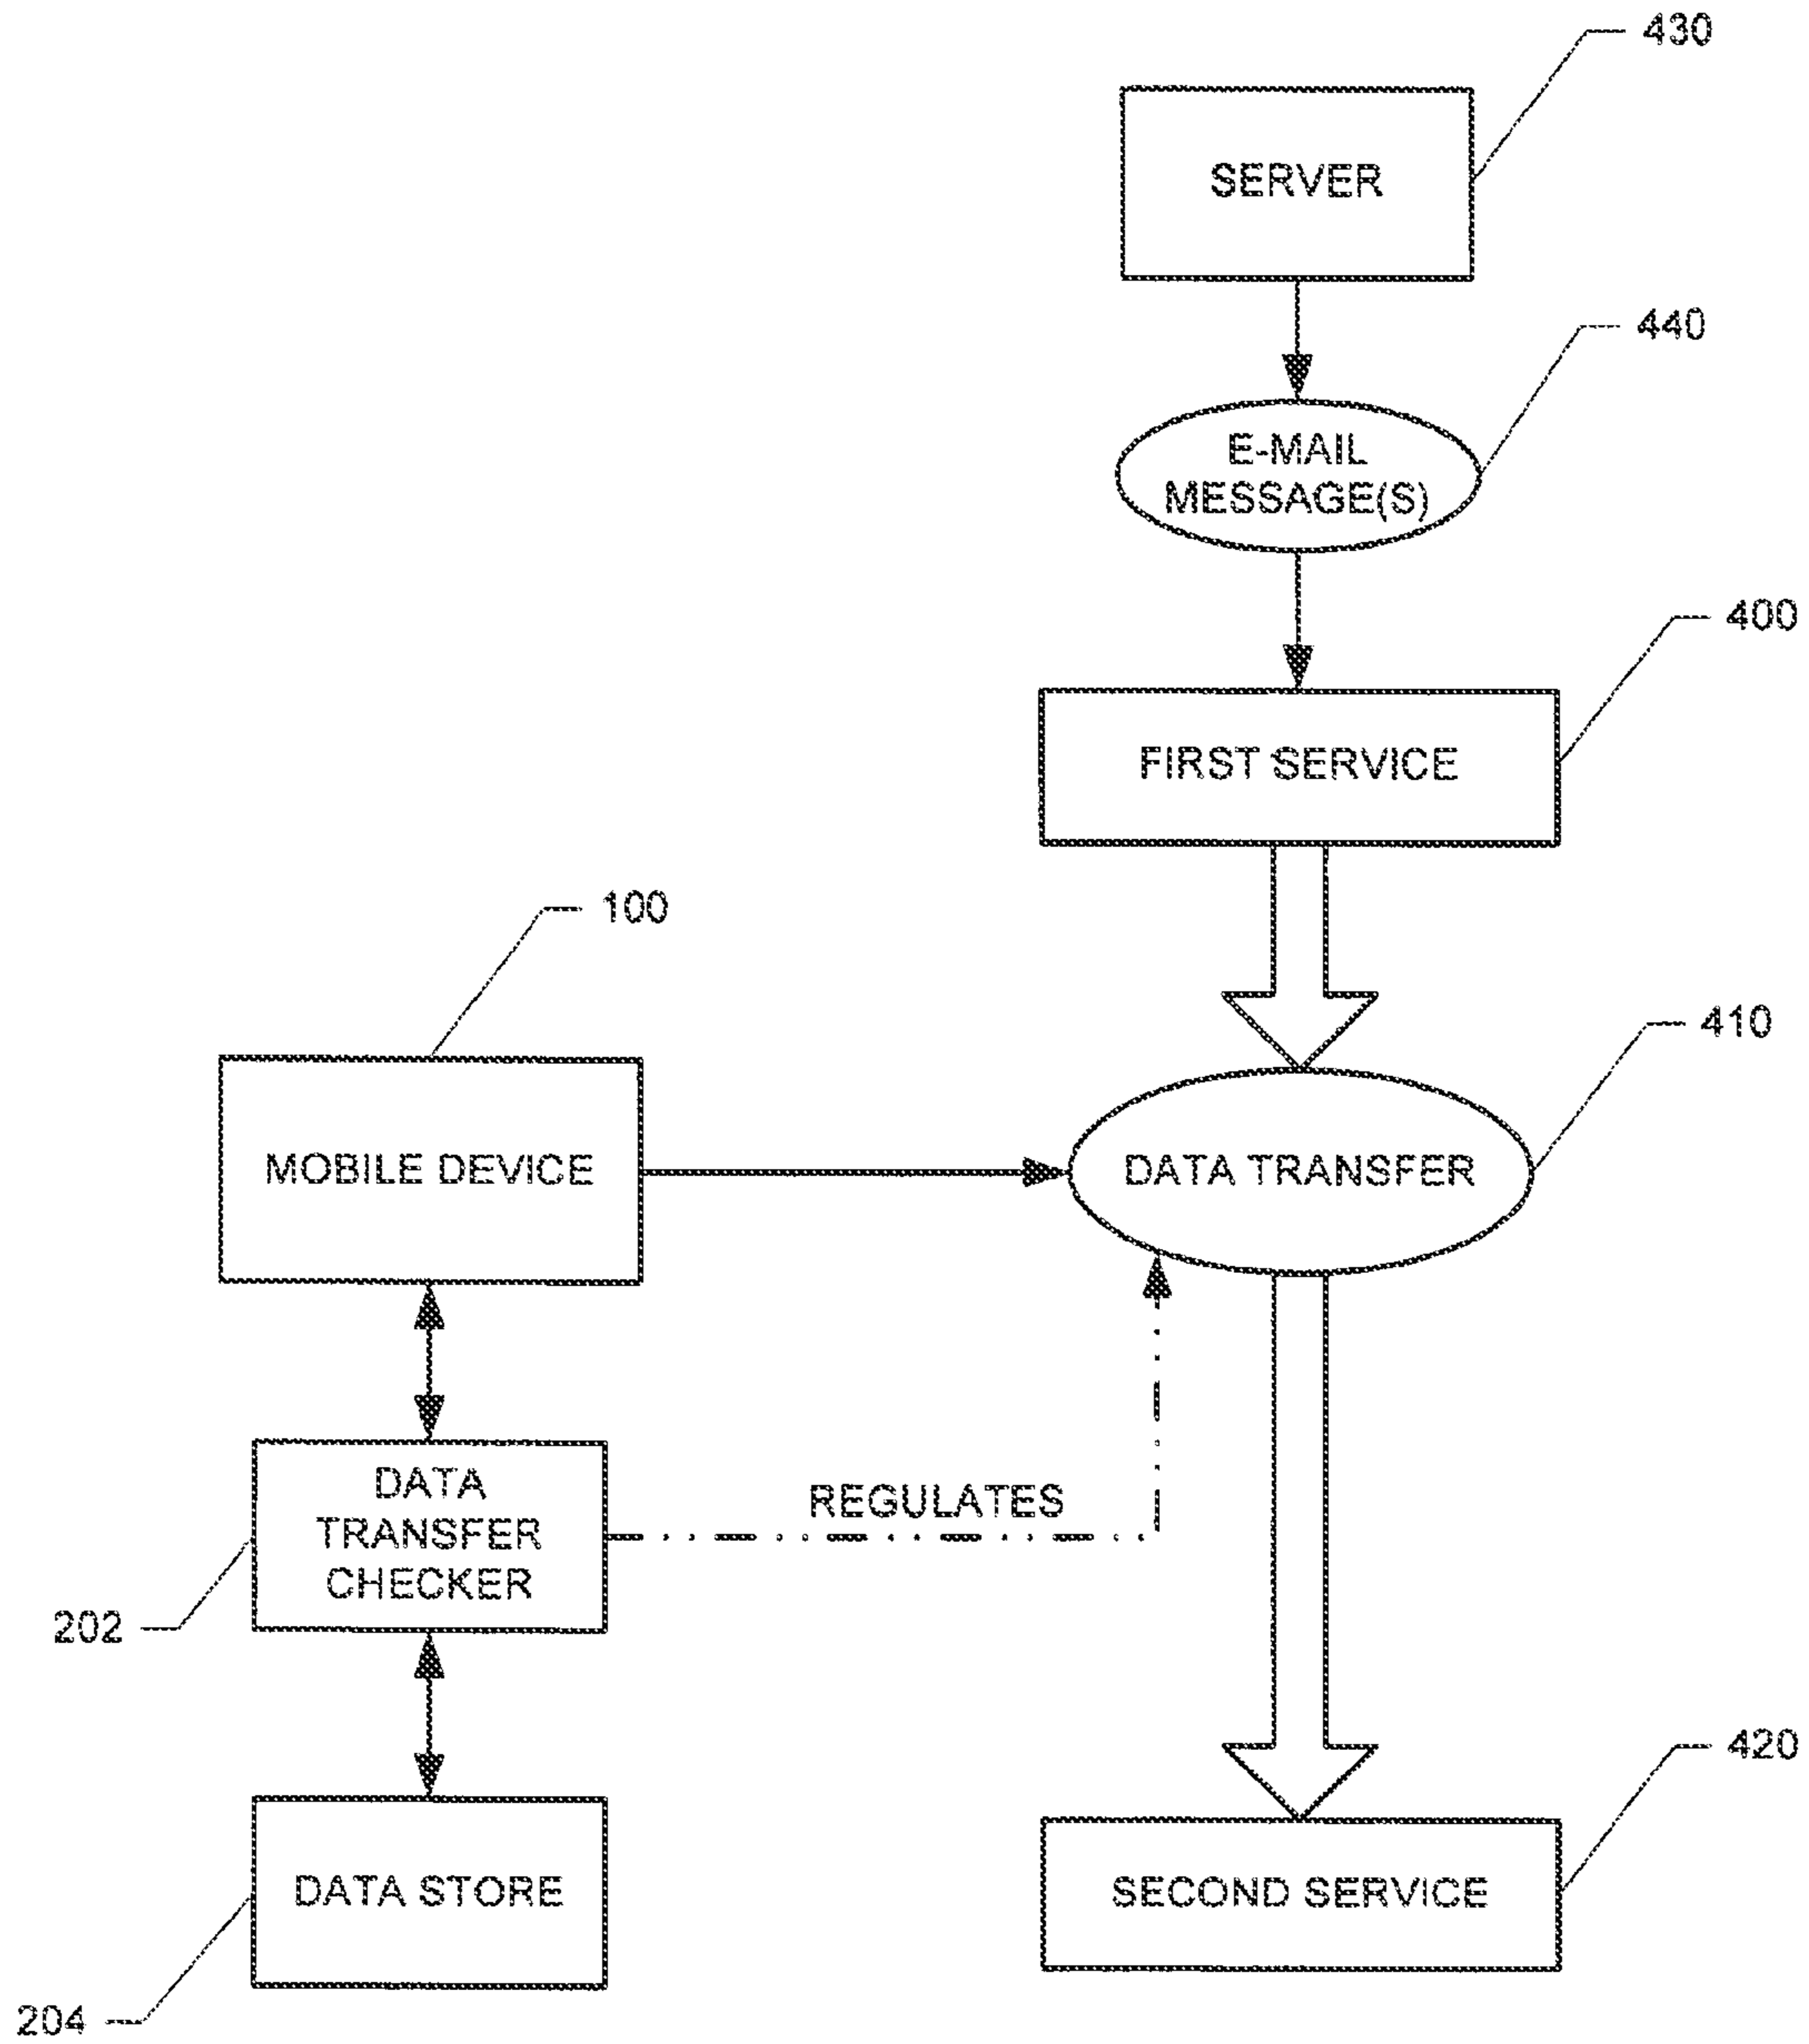 430
SERVER
440
E-MAIL
MESSAGE(S)
400
FIRST SERVICE
100
410
MOBILE DEVICE
DATA TRANSFER
DATA
TRANSFER
CHECKER
REGULATES
202
420
DATA STORE
SECOND SERVICE
204